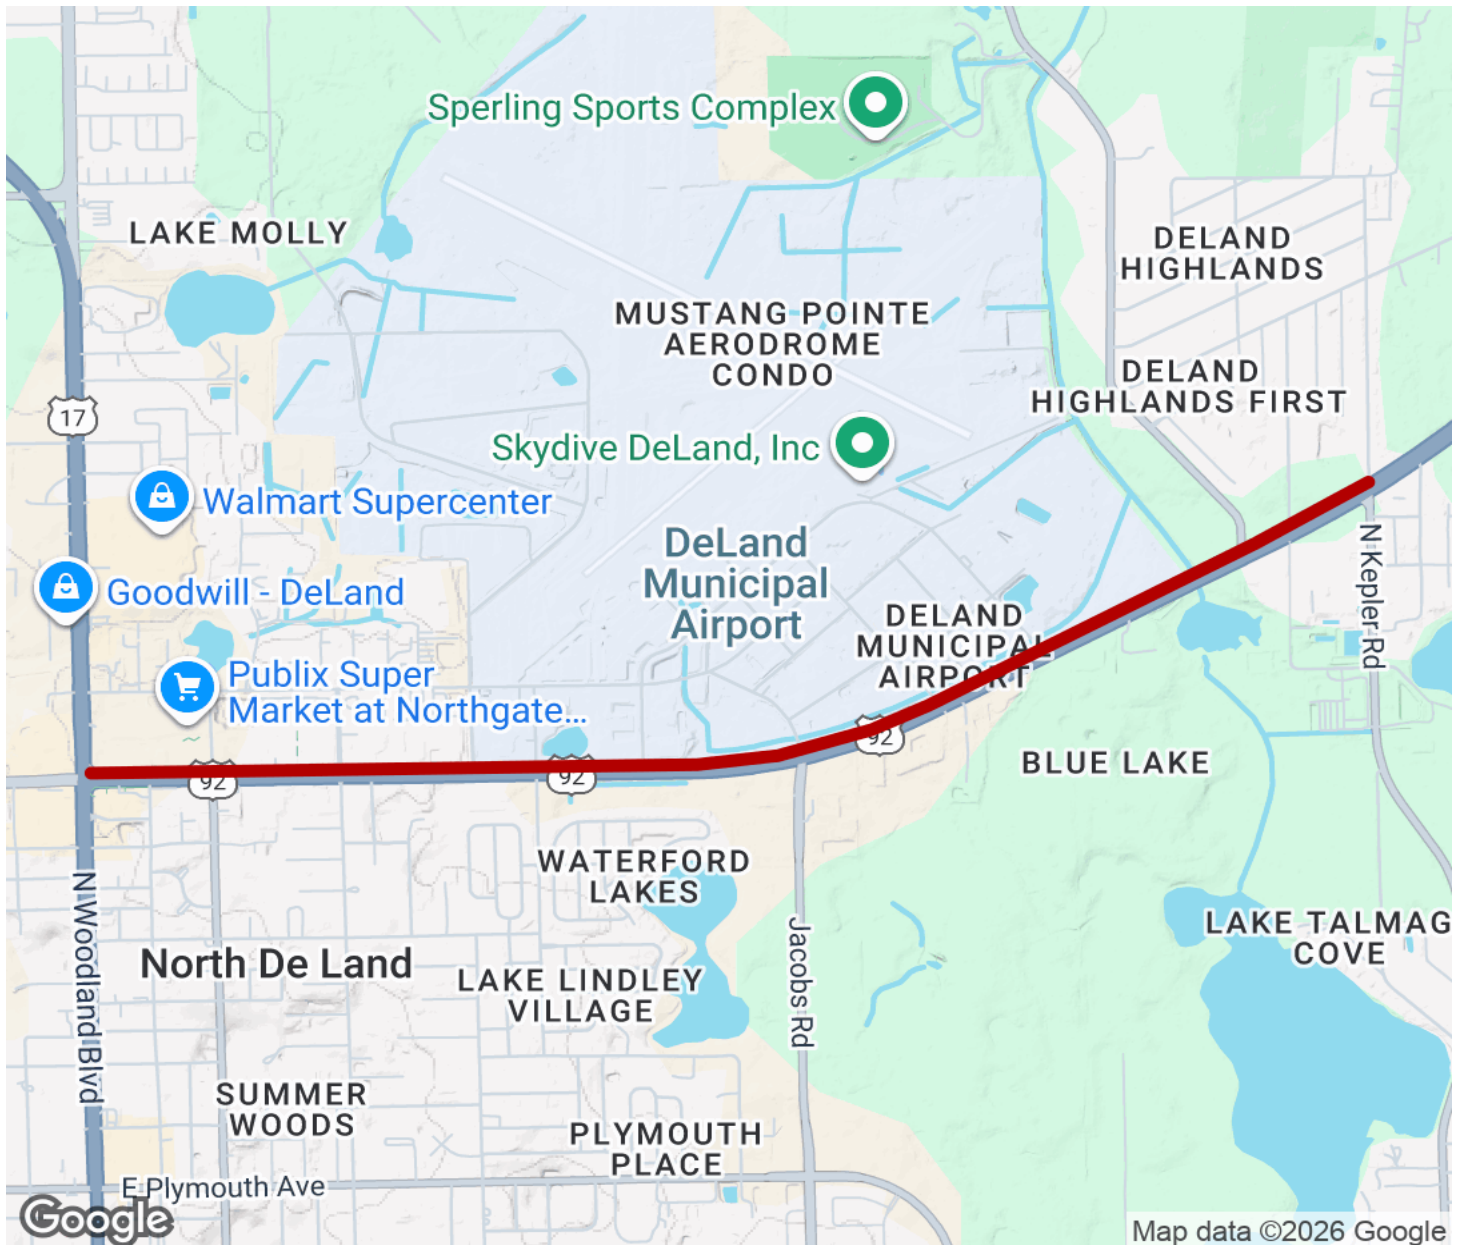 Sperling Sports Complex
LAKE MOLLY
DELAND
HIGHLANDS
MUSTANG POINTE
AERODROME
CONDO
DELAND
HIGHLANDS FIRST
17
Skydive DeLand, Inc
Walmart Supercenter
DeLand
Municipal
Airport
N Kepler Rd
Goodwill - DeLand
DELAND
MUNICIPAL
AIRPORT
Publix Super
Market at Northgate...
92
92
92
BLUE LAKE
WATERFORD
LAKES
N Woodland Blvd
Jacobs Rd
LAKE TALMAG
COVE
North De Land
LAKE LINDLEY
VILLAGE
SUMMER
WOODS
PLYMOUTH
PLACE
E Plymouth Ave
Google
Map data ©2026 Google